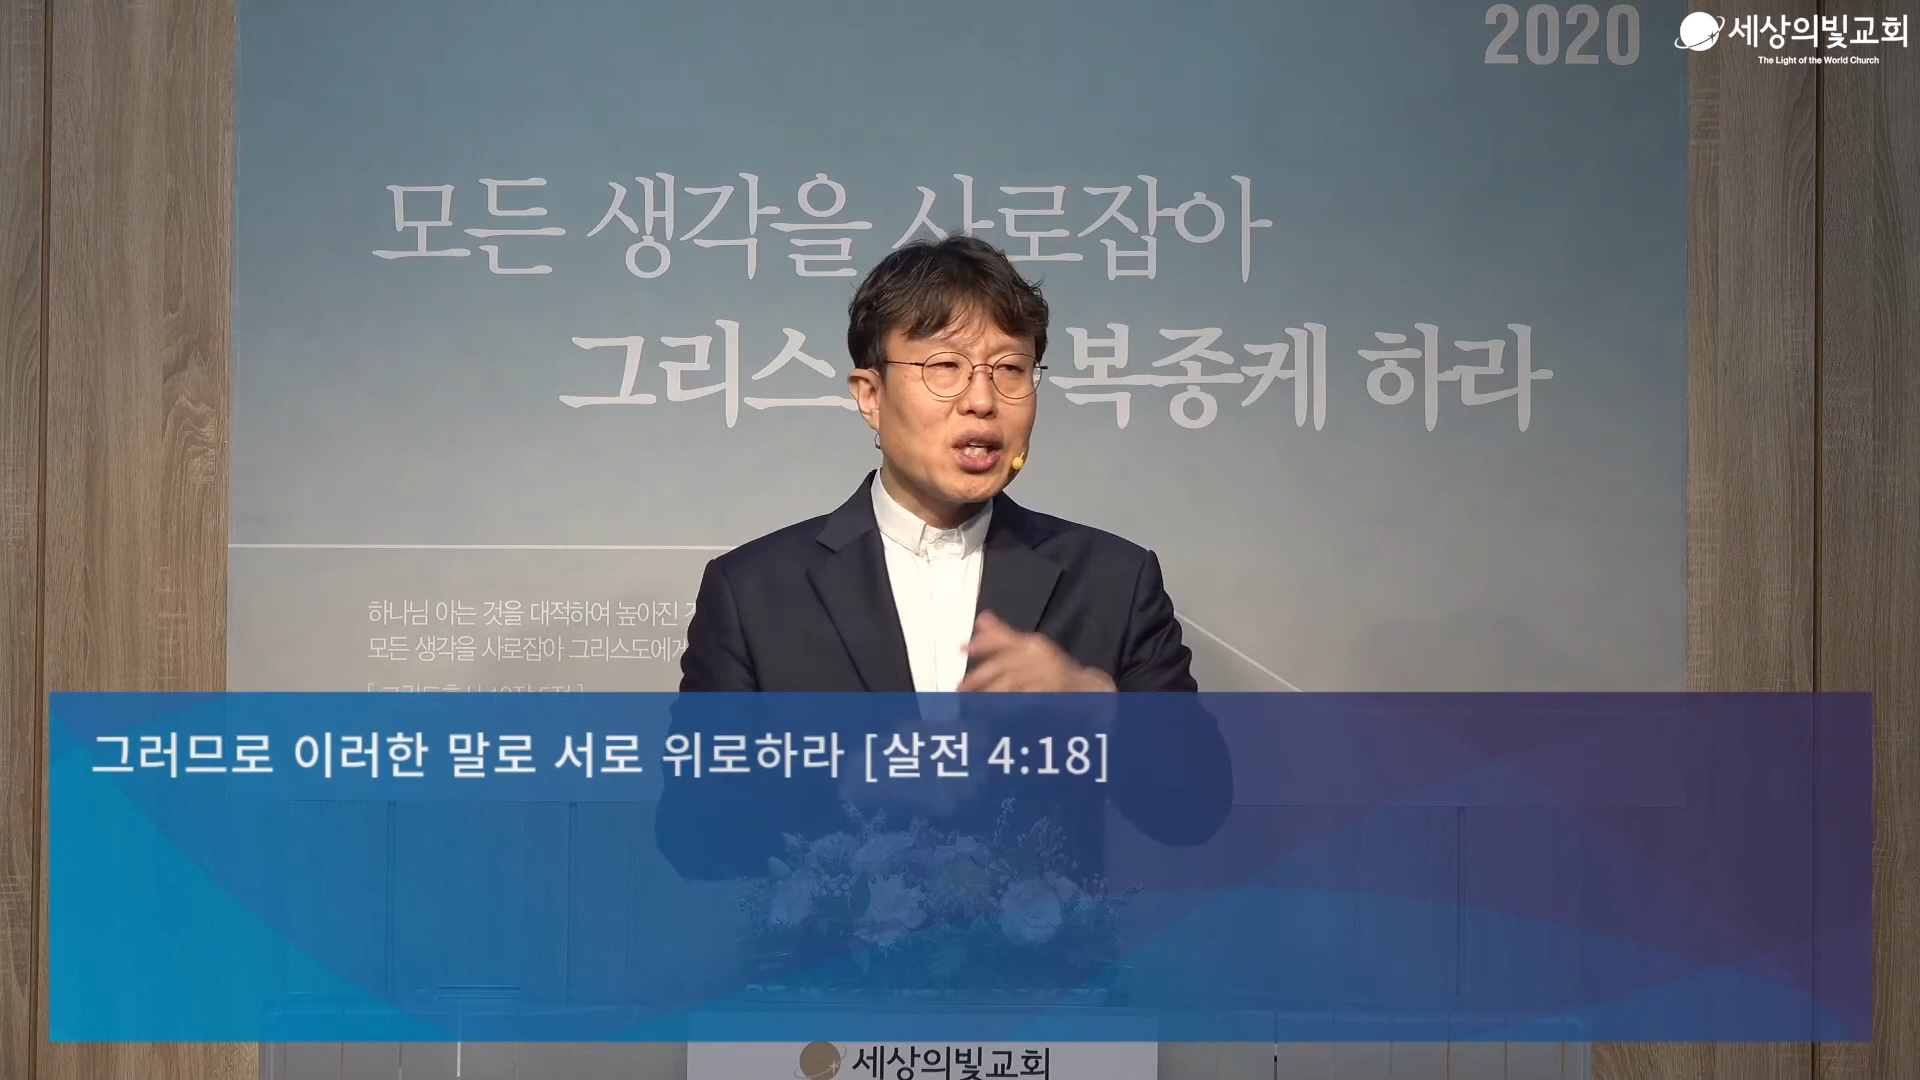 2020
세상의빛교회
The Light of the World Church
모든 생각을 사로잡아
그리스 복종케 하라
하나님 아는 것을 대적하여 높아진
모든 생각을 사로잡아 그리스도에게
그러므로 이러한 말로 서로 위로하라 [살전 4:18]
세상의빛교회